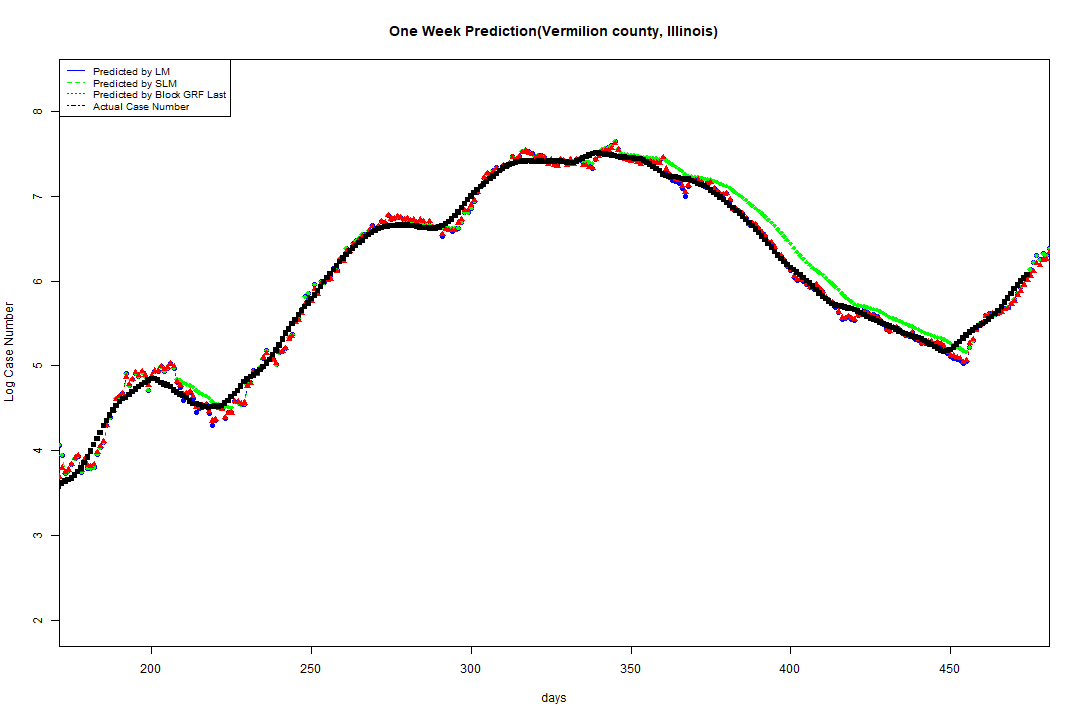 One Week Prediction(Vermilion county, Illinois)
Predicted by LM
Predicted by SLM
Predicted by Block GRF Last
Actual Case Number
Log Case Number
8
7
6
5
4
3
2
200 250 300 350 400 450
days